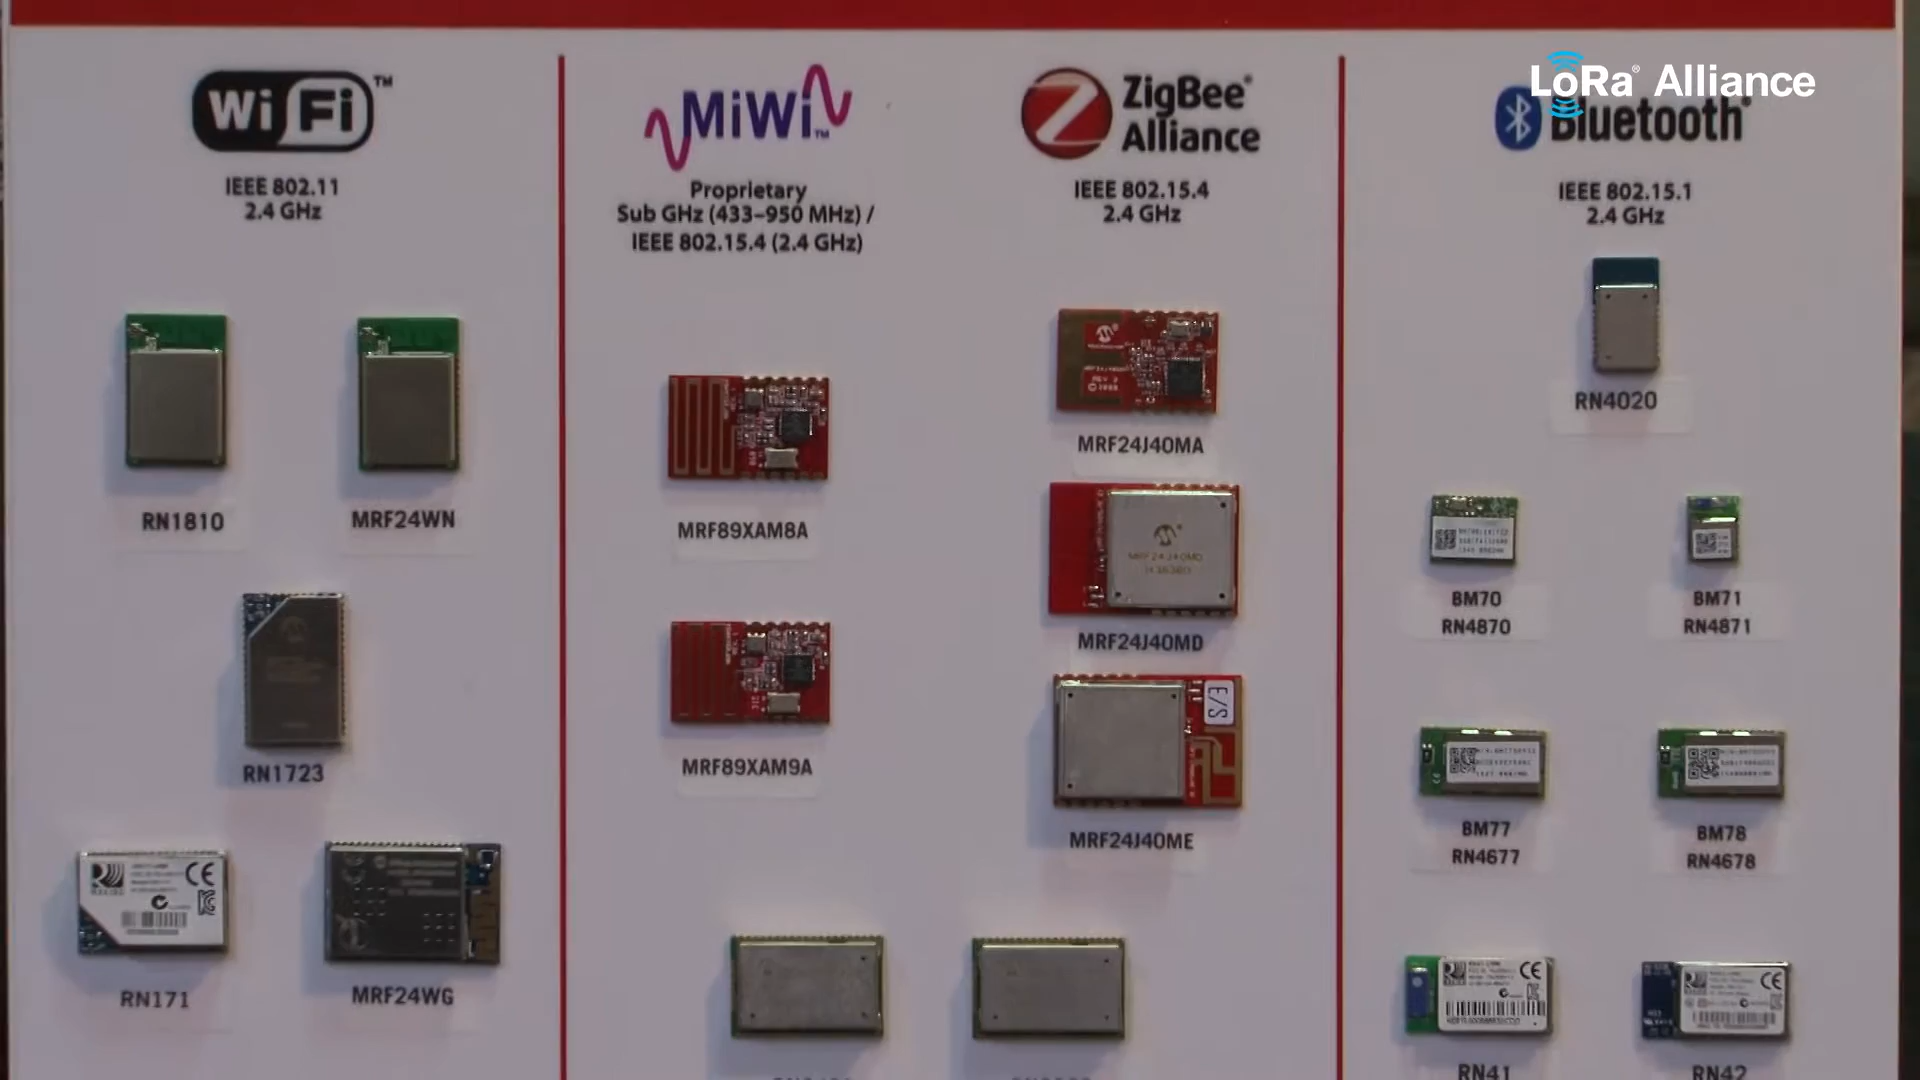 LoRa® Alliance
WiFi™
IEEE 802.11
2.4 GHz
RN1810
MRF24WN
RN1723
RN171
MRF24WG
MiWi™
Proprietary
Sub GHz (433–950 MHz) /
IEEE 802.15.4 (2.4 GHz)
MRF89XAM8A
MRF89XAM9A
ZigBee®
Alliance
IEEE 802.15.4
2.4 GHz
MRF24J40MA
MRF24J40MD
MRF24J40MD
E/S
MRF24J40ME
Bluetooth®
IEEE 802.15.1
2.4 GHz
RN4020
BM70
RN4870
BM71
RN4871
BM77
RN4677
BM78
RN4678
RN41
RN42